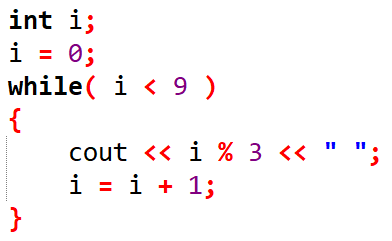 int i;
i = 0;
while( i < 9 )
{
    cout << i % 3 << " ";
    i = i + 1;
}